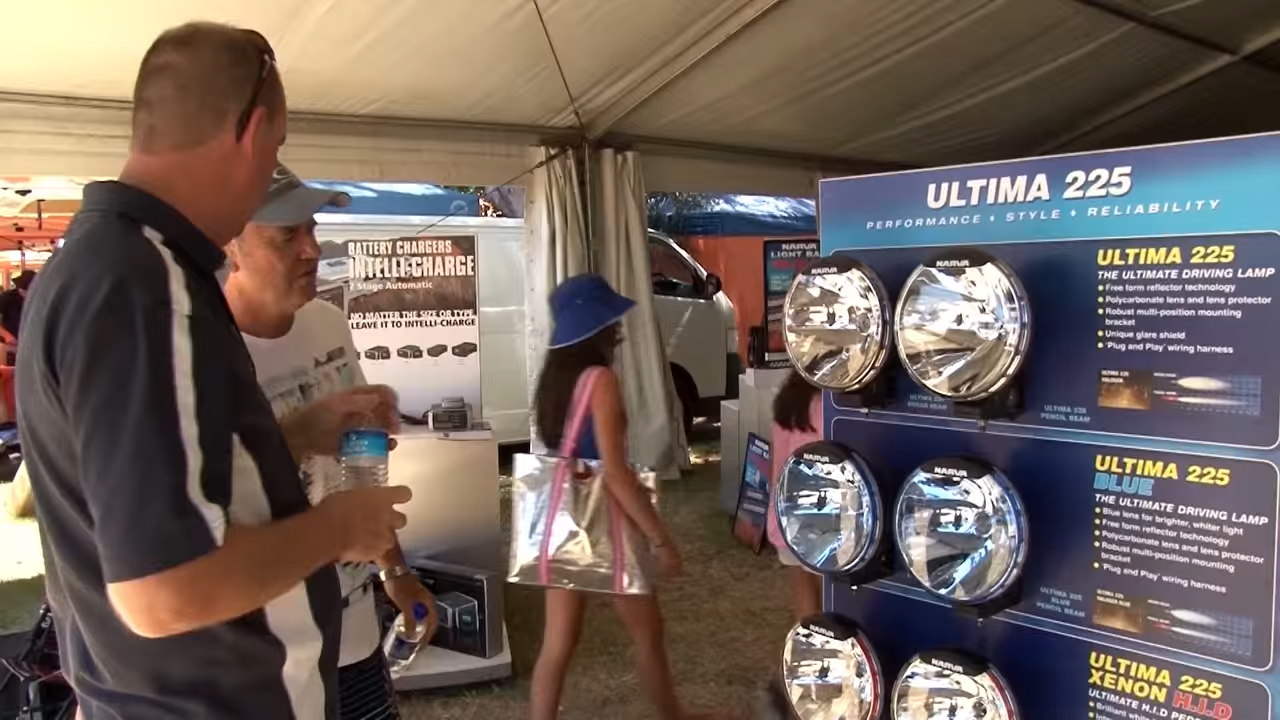 BATTERY CHARGERS
INTELLI-CHARGE
7 Stage Automatic
NO MATTER THE SIZE OR TYPE
LEAVE IT TO INTELLI-CHARGE
NARVA
LIGHT BA
ULTIMA 225
PERFORMANCE • STYLE • RELIABILITY
NARVA
NARVA
ULTIMA 225
THE ULTIMATE DRIVING LAMP
Free form reflector technology
Polycarbonate lens and lens protector
Robust multi-position mounting
bracket
Unique glare shield
'Plug and Play' wiring harness
ULTIMA 225
PENCIL BEAM
NARVA
NARVA
ULTIMA 225
BLUE
THE ULTIMATE DRIVING LAMP
Blue lens for brighter, whiter light
Free form reflector technology
Polycarbonate lens and lens protector
Robust multi-position mounting
bracket
'Plug and Play' wiring harness
ULTIMA 225
BLUE
PENCIL BEAM
NARVA
NARVA
ULTIMA 225
XENON H.I.D
ULTIMATE H.I.D